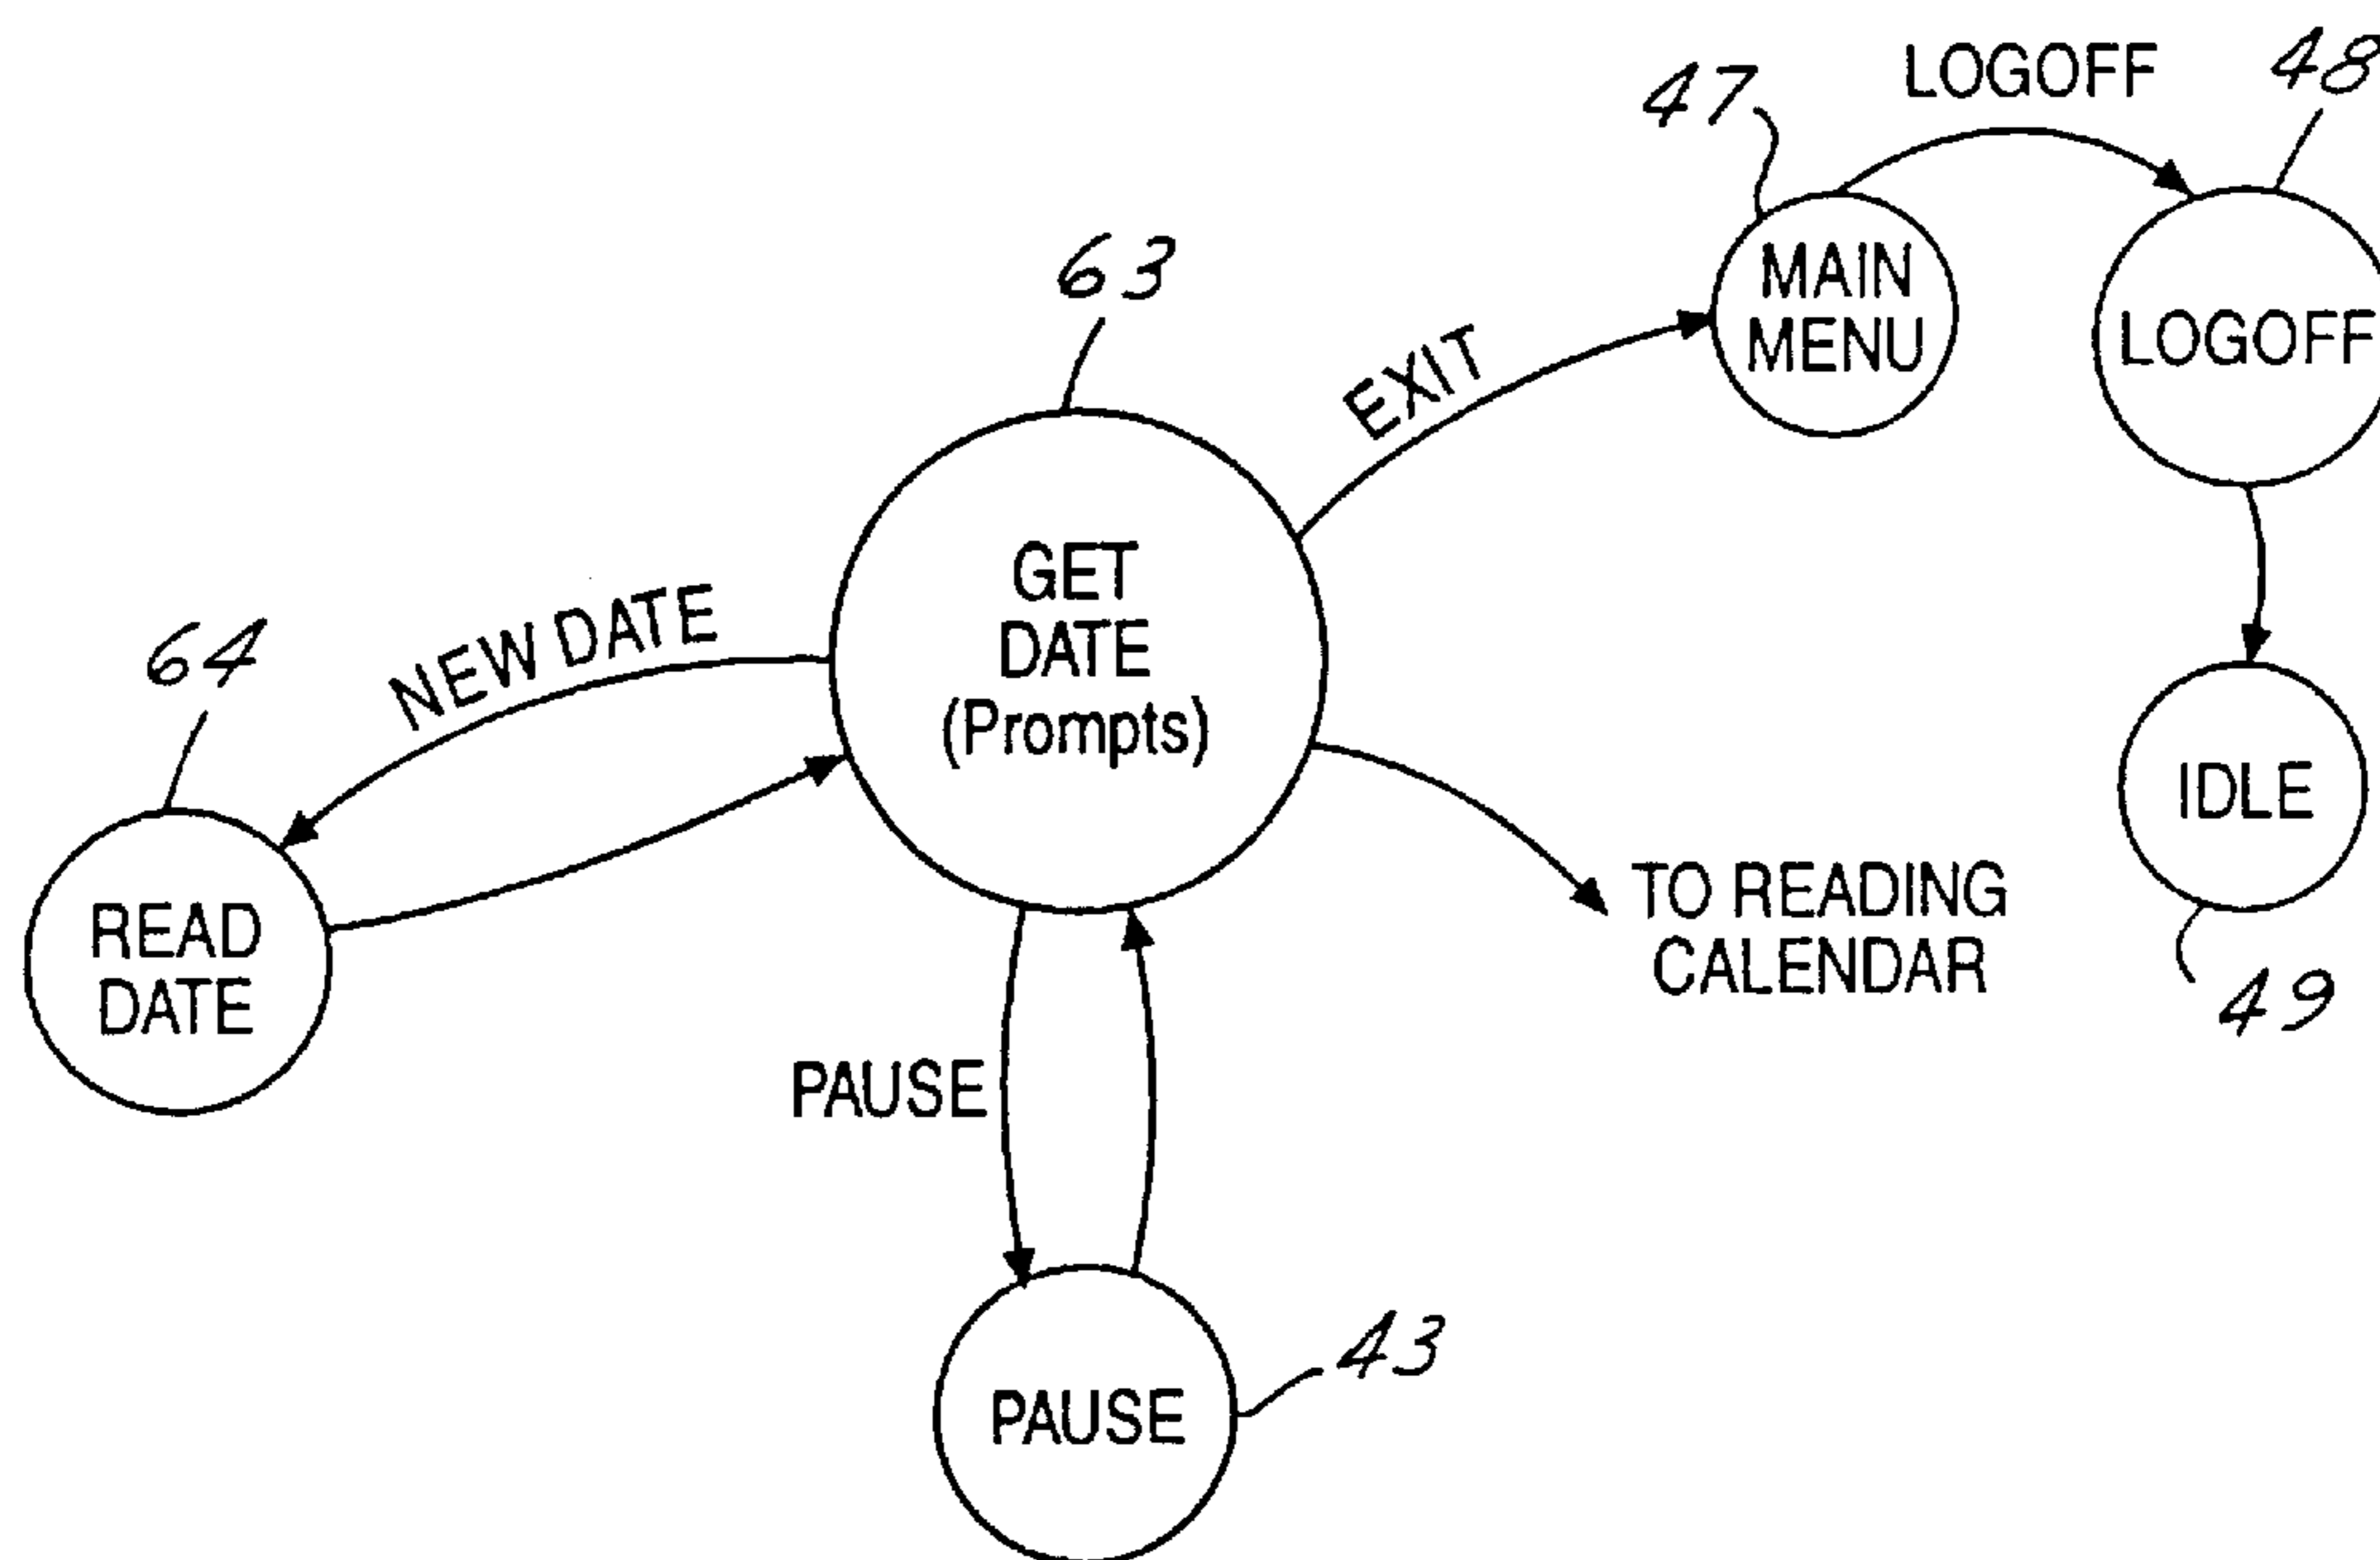 47
LOGOFF
48
MAIN
MENU
LOGOFF
63
EXIT
GET
DATE
(Prompts)
NEW DATE
64
IDLE
TO READING
CALENDAR
READ
DATE
49
PAUSE
43
PAUSE